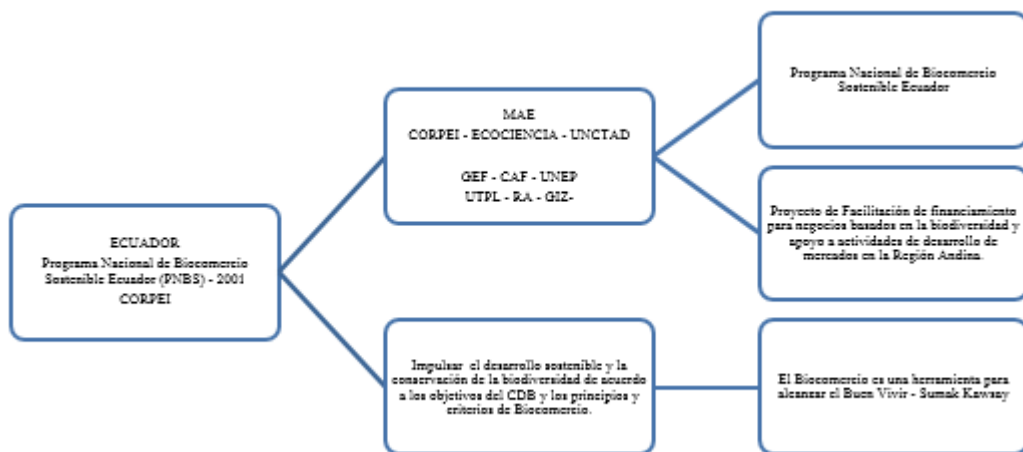 ECUADOR
Programa Nacional de Biocomercio
Sostenible Ecuador (PNBS) - 2001
CORPEI
MAE
CORPEI - ECOCIENCIA - UNCTAD
GEF - CAF - UNEP
UTPL - RA - GIZ-
Programa Nacional de Biocomercio
Sostenible Ecuador
Proyecto de Facilitación de financiamiento
para negocios basados en la biodiversidad y
apoyo a actividades de desarrollo de
mercados en la Región Andina.
Impulsar el desarrollo sostenible y la
conservación de la biodiversidad de acuerdo
a los objetivos del CDB y los principios y
criterios de Biocomercio.
El Biocomercio es una herramienta para
alcanzar el Buen Vivir - Sumak Kawsay